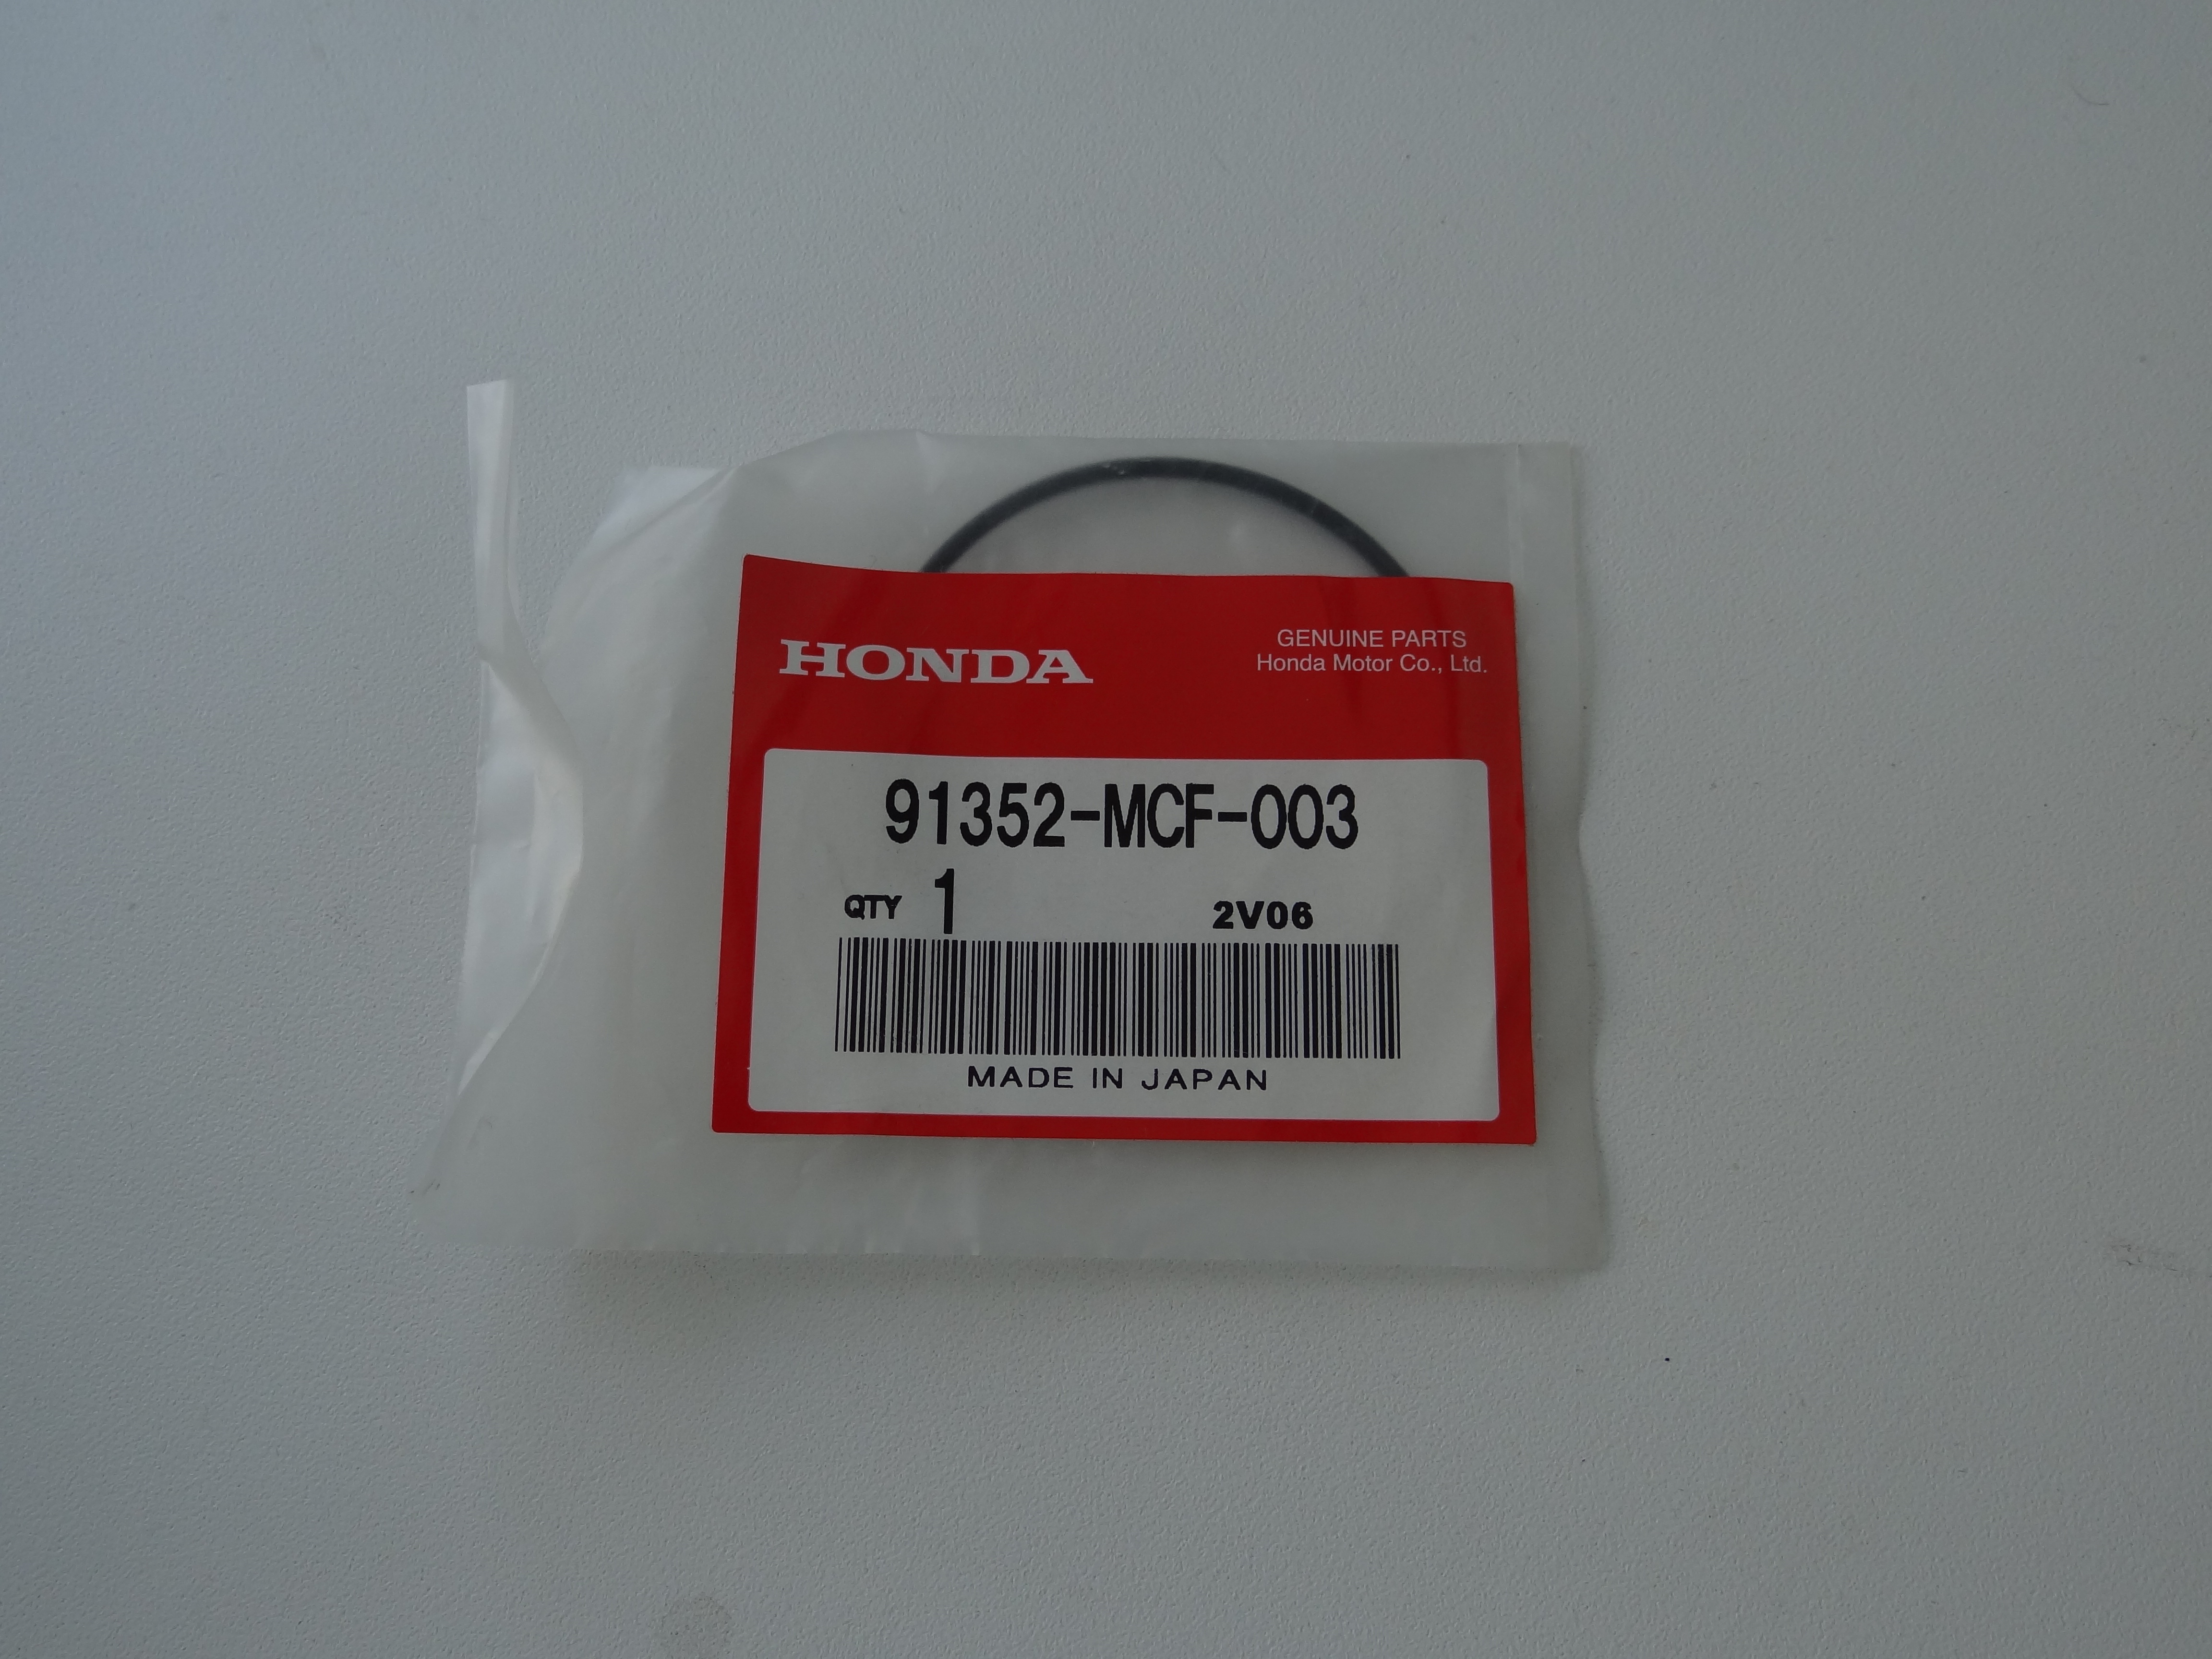 HONDA
GENUINE PARTS
Honda Motor Co., Ltd.
91352-MCF-003
QTY 1 2V06
MADE IN JAPAN